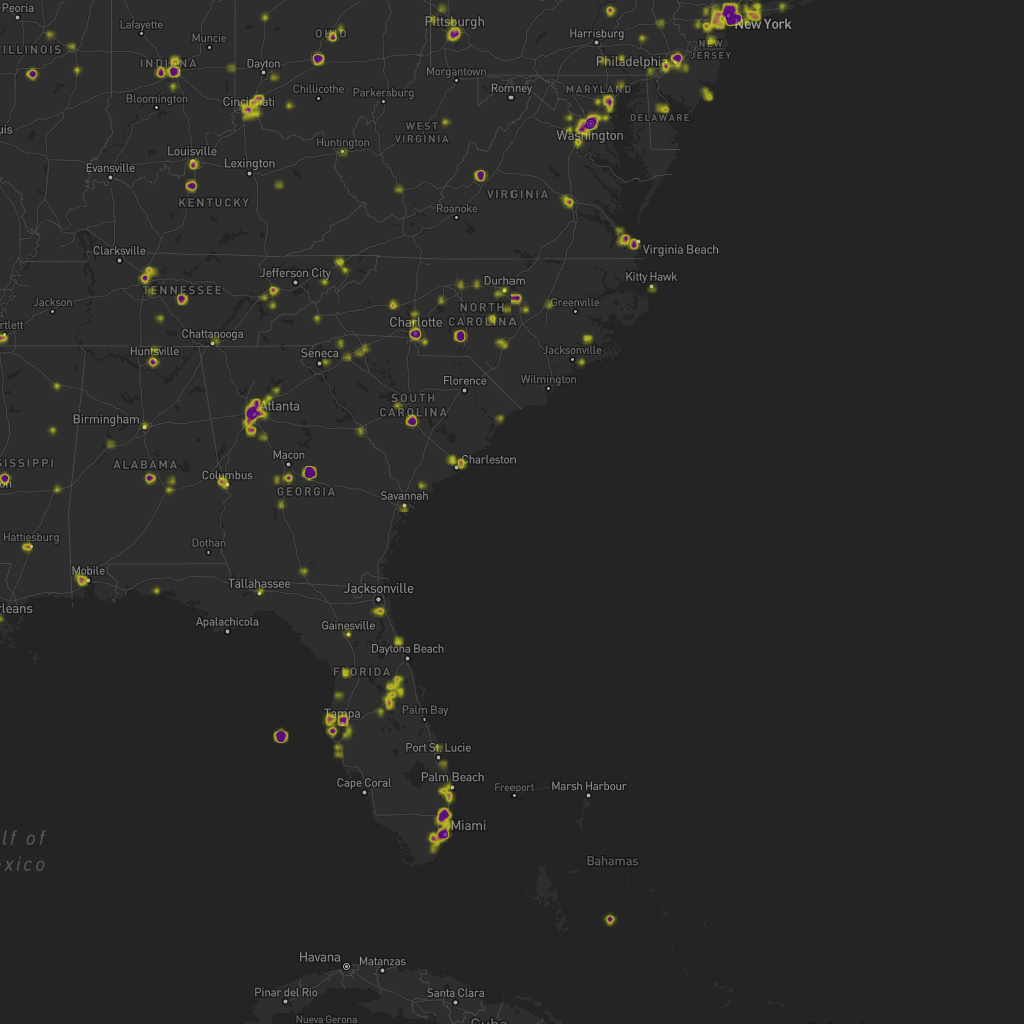 Peoria
Lafayette
Pittsburgh
New York
OHIO
Harrisburg
ILLINOIS
Muncie
NEW
JERSEY
INDIANA
Dayton
Philadelphia
Morgantown
Chillicothe
Parkersburg
Romney
MARYLAND
Bloomington
Cincinnati
DELAWARE
WEST
VIRGINIA
Washington
uis
Huntington
Louisville
Lexington
Evansville
KENTUCKY
VIRGINIA
Roanoke
Clarksville
Virginia Beach
Jefferson City
Kitty Hawk
Durham
TENNESSEE
Jackson
NORTH
CAROLINA
Greenville
rtlett
Chattanooga
Charlotte
Huntsville
Seneca
Jacksonville
Florence
Wilmington
SOUTH
CAROLINA
Atlanta
Birmingham
Macon
Charleston
SISSIPPI
ALABAMA
Columbus
on
GEORGIA
Savannah
Hattiesburg
Dothan
Mobile
Tallahassee
Jacksonville
rleans
Apalachicola
Gainesville
Daytona Beach
FLORIDA
Tampa
Palm Bay
Port St. Lucie
Palm Beach
Cape Coral
Freeport
Marsh Harbour
Miami
lf of
exico
Bahamas
Havana
Matanzas
Pinar del Rio
Santa Clara
Nueva Gerona
Cuba